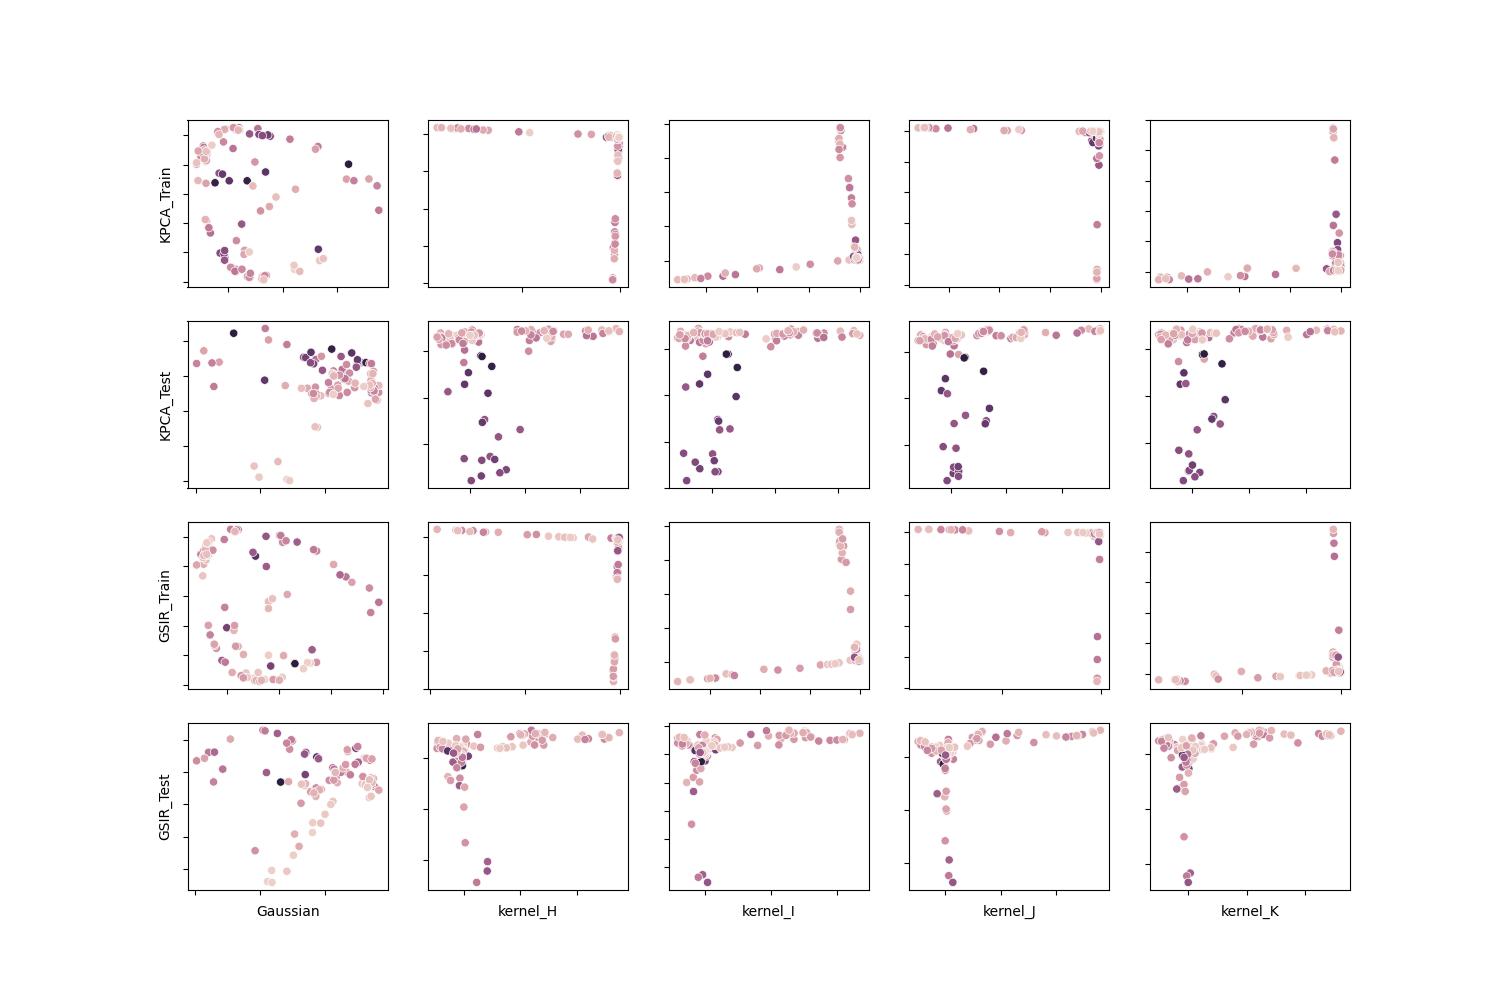 KPCA_Train
KPCA_Test
GSIR_Train
GSIR_Test
Gaussian
kernel_H
kernel_I
kernel_J
kernel_K